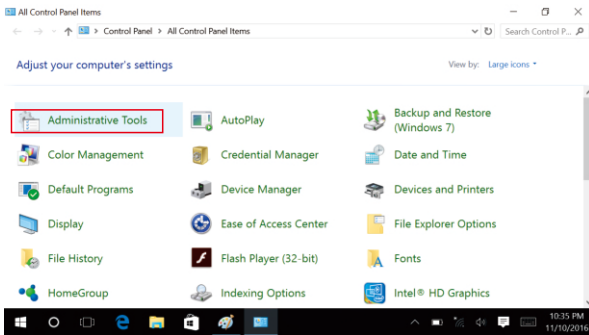 All Control Panel Items
Control Panel > All Control Panel Items
Search Control P...
Adjust your computer's settings
View by: Large icons
Administrative Tools
AutoPlay
Backup and Restore
(Windows 7)
Color Management
Credential Manager
Date and Time
Default Programs
Device Manager
Devices and Printers
Display
Ease of Access Center
File Explorer Options
File History
Flash Player (32-bit)
Fonts
HomeGroup
Indexing Options
Intel® HD Graphics
10:35 PM
11/10/2016